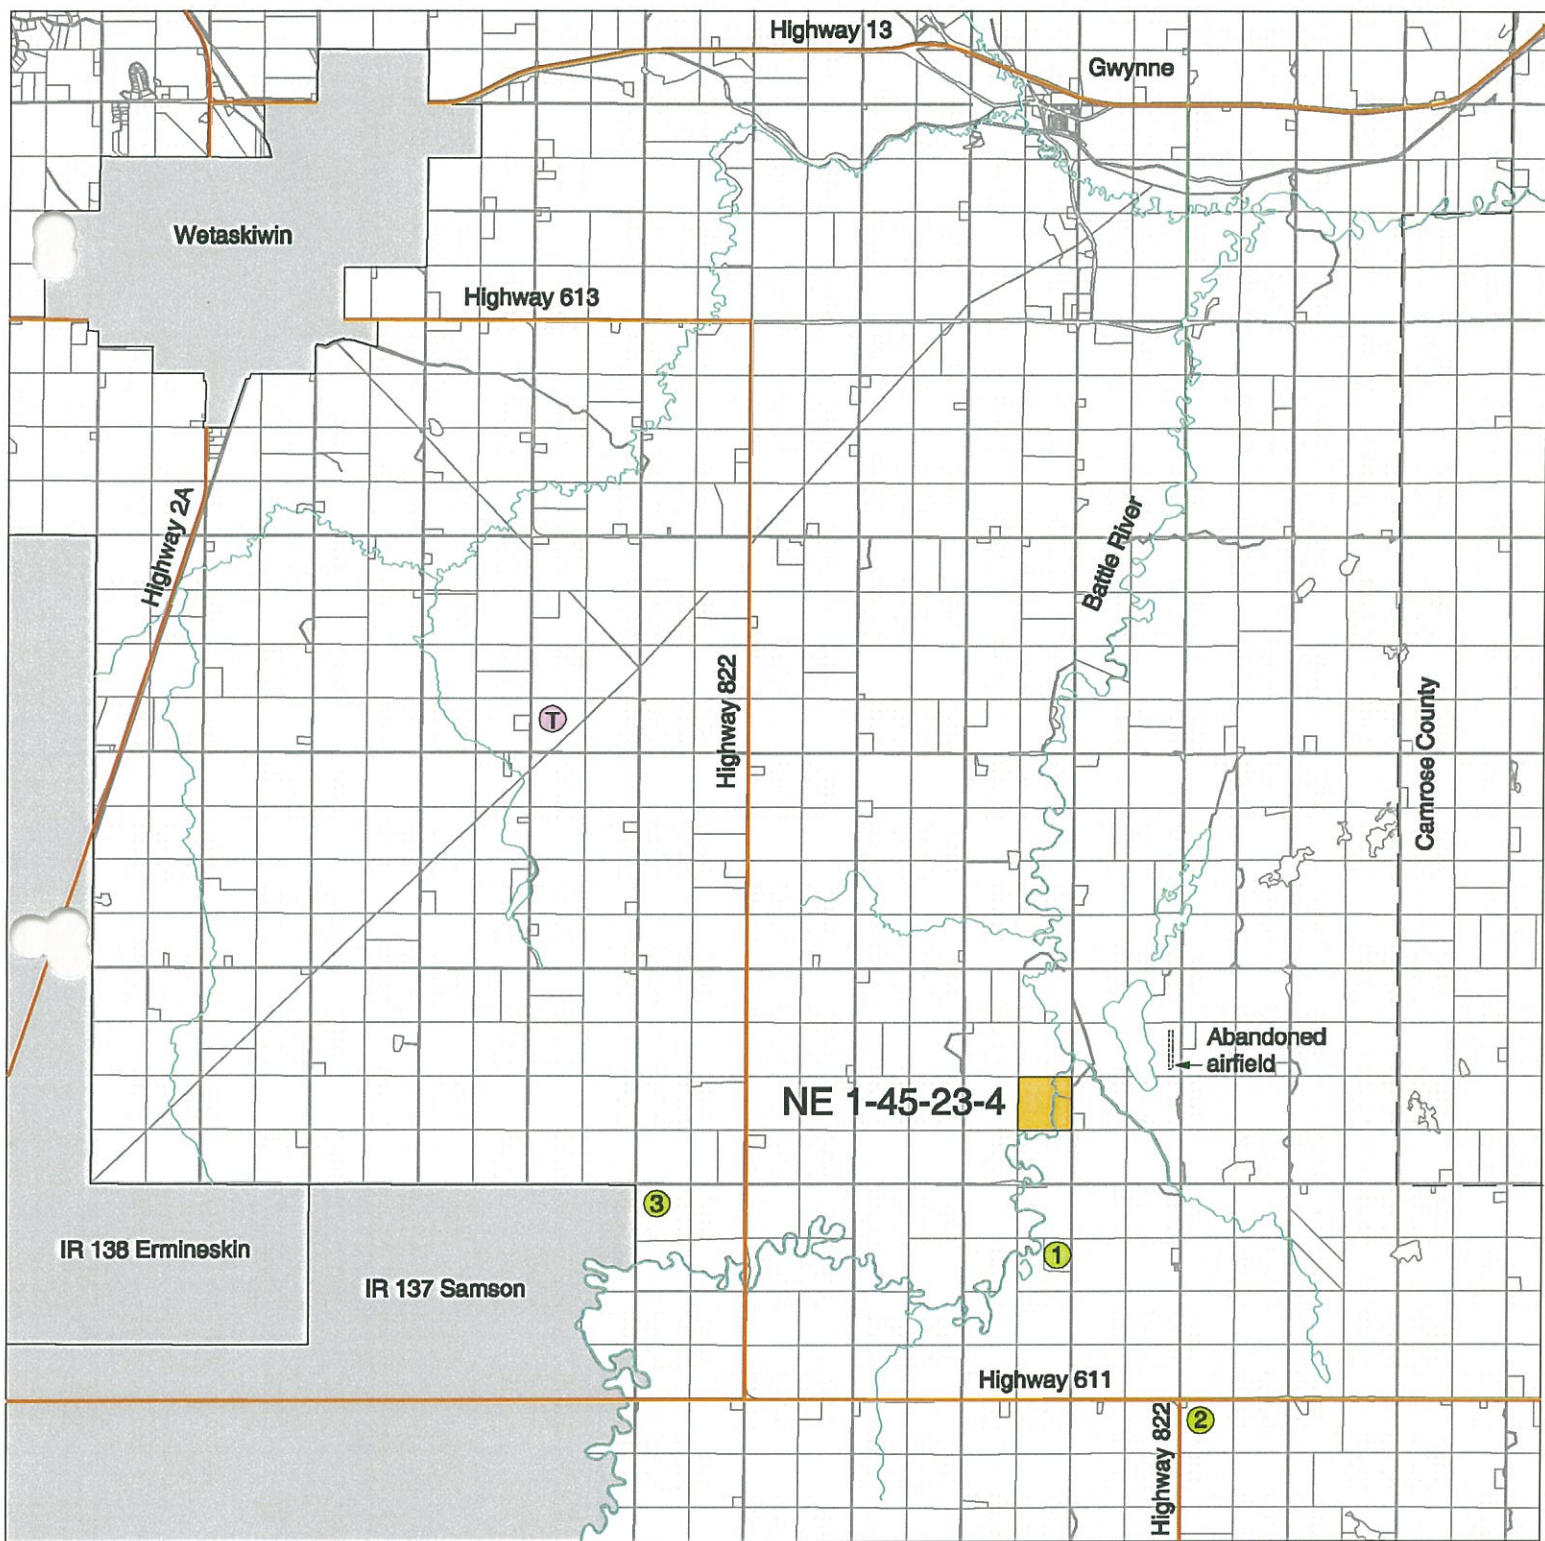 Highway 13
Gwynne
Wetaskiwin
Highway 613
Highway 2A
Battle River
Highway 822
T
Camrose County
Abandoned
airfield
NE 1-45-23-4
3
1
IR 138 Ermineskin
IR 137 Samson
Highway 611
2
Highway 822